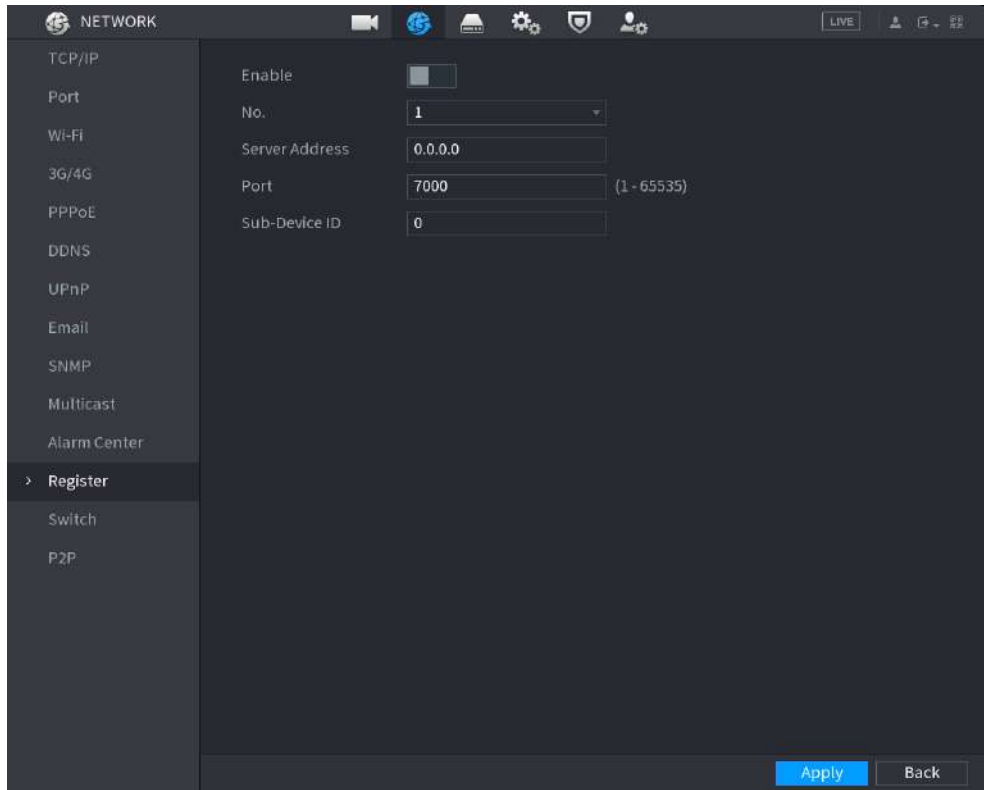 NETWORK
LIVE
TCP/IP
Port
Wi-Fi
3G/4G
PPPoE
DDNS
UPnP
Email
SNMP
Multicast
Alarm Center
> Register
Switch
P2P
Enable
No. 1
Server Address 0.0.0.0
Port 7000 (1 - 65535)
Sub-Device ID 0
Apply Back